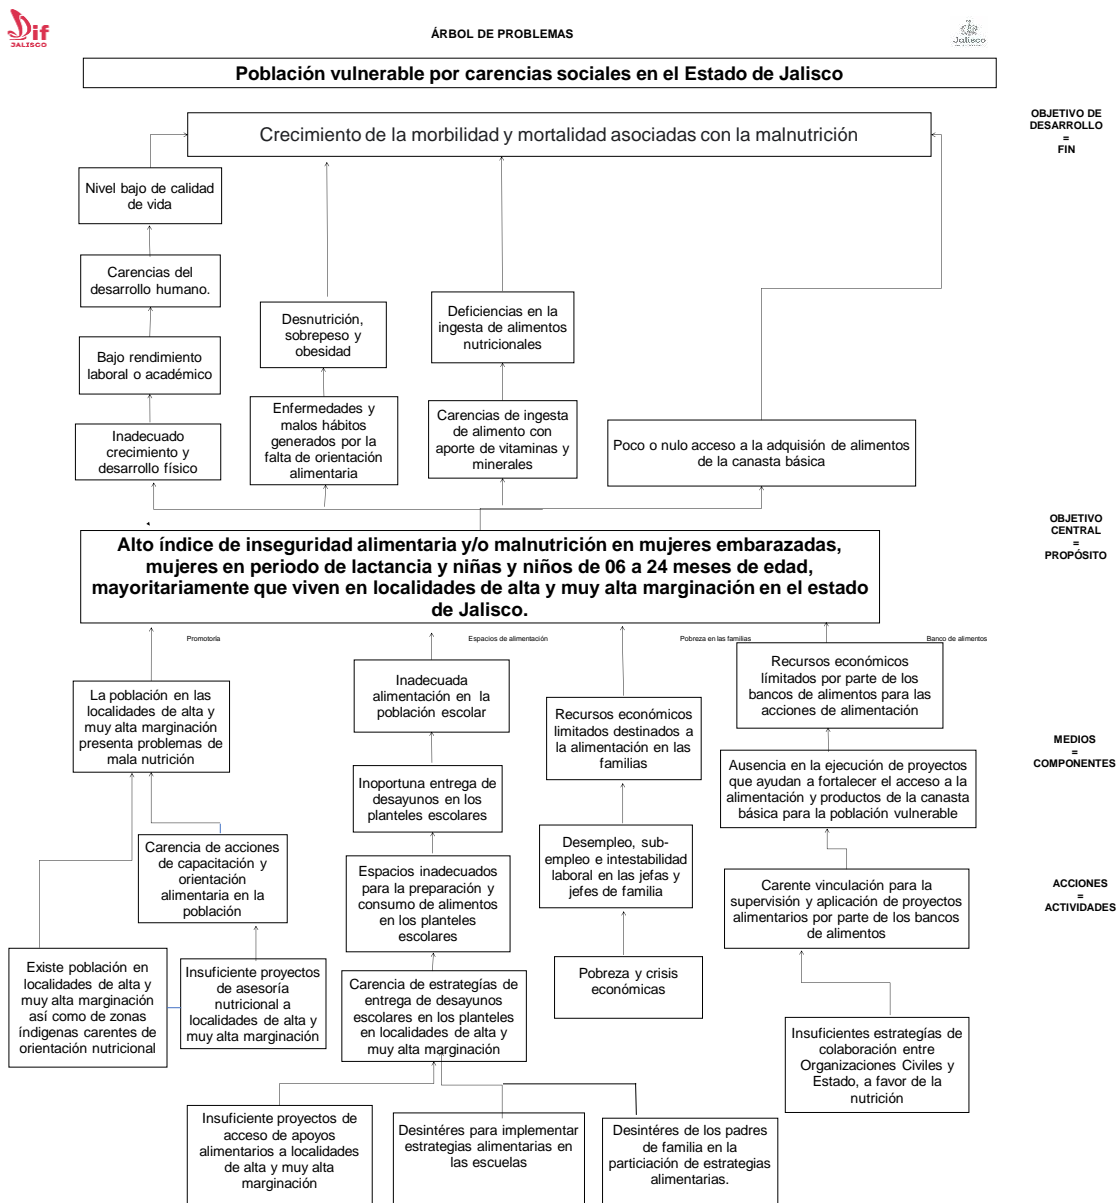 Dif
JALISCO
ÁRBOL DE PROBLEMAS
Jalisco
Población vulnerable por carencias sociales en el Estado de Jalisco
OBJETIVO DE
DESARROLLO
=
FIN
Crecimiento de la morbilidad y mortalidad asociadas con la malnutrición
Nivel bajo de calidad
de vida
Carencias del
desarrollo humano.
Bajo rendimiento
laboral o académico
Inadecuado
crecimiento y
desarrollo físico
Desnutrición,
sobrepeso y
obesidad
Enfermedades y
malos hábitos
generados por la
falta de orientación
alimentaria
Deficiencias en la
ingesta de alimentos
nutricionales
Carencias de ingesta
de alimento con
aporte de vitaminas y
minerales
Poco o nulo acceso a la adquisición de alimentos
de la canasta básica
OBJETIVO
CENTRAL
=
PROPÓSITO
Alto índice de inseguridad alimentaria y/o malnutrición en mujeres embarazadas,
mujeres en periodo de lactancia y niñas y niños de 06 a 24 meses de edad,
mayoritariamente que viven en localidades de alta y muy alta marginación en el estado
de Jalisco.
Promotoría
Espacios de alimentación
Pobreza en las familias
Banco de alimentos
La población en las
localidades de alta y
muy alta marginación
presenta problemas de
mala nutrición
Carencia de acciones
de capacitación y
orientación
alimentaria en la
población
Existe población en
localidades de alta y
muy alta marginación
así como de zonas
índigenas carentes de
orientación nutricional
Insuficiente proyectos
de asesoría
nutricional a
localidades de alta y
muy alta marginación
Inadecuada
alimentación en la
población escolar
Inoportuna entrega de
desayunos en los
planteles escolares
Espacios inadecuados
para la preparación y
consumo de alimentos
en los planteles
escolares
Carencia de estrategías de
entrega de desayunos
escolares en los planteles
en localidades de alta y
muy alta marginación
Insuficiente proyectos de
acceso de apoyos
alimentarios a localidades
de alta y muy alta
marginación
Desintéres para implementar
estrategias alimentarias en
las escuelas
Desintéres de los padres
de familia en la
particiación de estrategias
alimentarias.
Recursos económicos
limitados destinados a
la alimentación en las
familias
Desempleo, sub-
empleo e intestabilidad
laboral en las jefas y
jefes de familia
Pobreza y crisis
económicas
Recursos económicos
límitados por parte de los
bancos de alimentos para las
acciones de alimentación
Ausencia en la ejecución de proyectos
que ayudan a fortalecer el acceso a la
alimentación y productos de la canasta
básica para la población vulnerable
Carente vinculación para la
supervisión y aplicación de proyectos
alimentarios por parte de los bancos
de alimentos
Insuficientes estrategías de
colaboración entre
Organizaciones Civiles y
Estado, a favor de la
nutrición
MEDIOS
=
COMPONENTES
ACCIONES
=
ACTIVIDADES